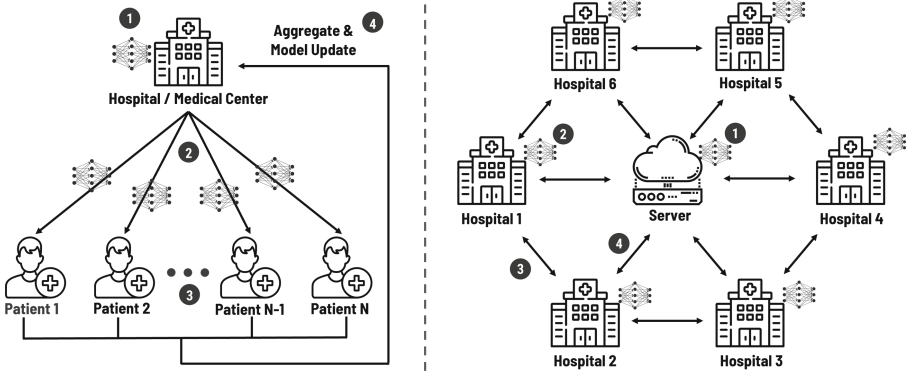 1
Aggregate &
Model Update
4
Hospital / Medical Center
2
Patient 1
Patient 2
3
Patient N-1
Patient N
Hospital 6
Hospital 5
2
1
Hospital 1
Server
Hospital 4
3
4
Hospital 2
Hospital 3